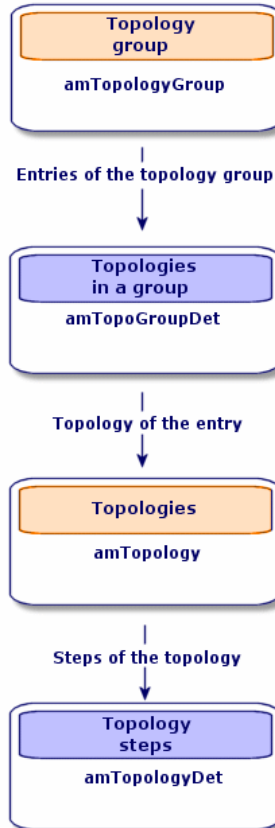 Topology
group
amTopologyGroup
Entries of the topology group
Topologies
in a group
amTopoGroupDet
Topology of the entry
Topologies
amTopology
Steps of the topology
Topology
steps
amTopologyDet